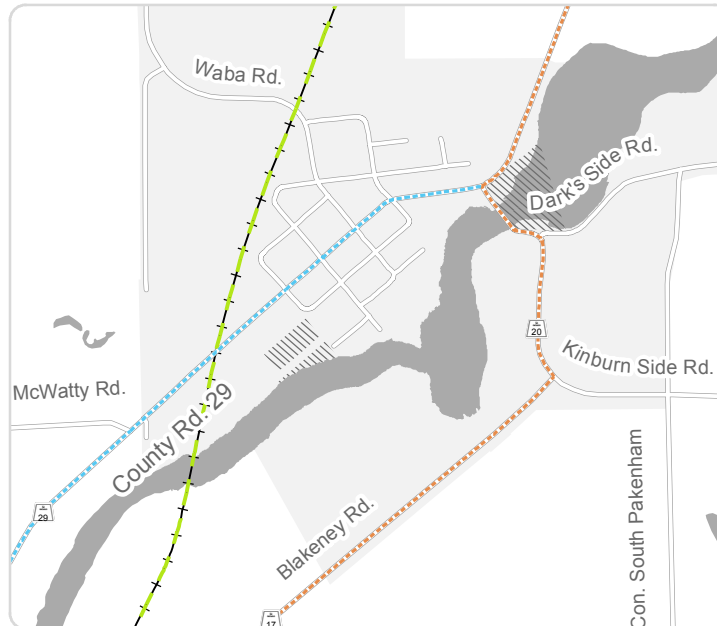 Waba Rd.
Dark's Side Rd.
20
Kinburn Side Rd.
McWatty Rd.
County Rd. 29
29
Blakeney Rd.
Con. South Pakenham
17